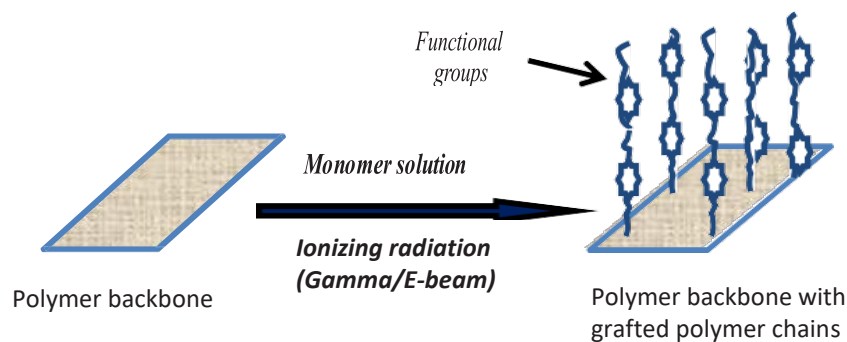 Functional
groups
Monomer solution
Ionizing radiation
(Gamma/E-beam)
Polymer backbone
Polymer backbone with
grafted polymer chains